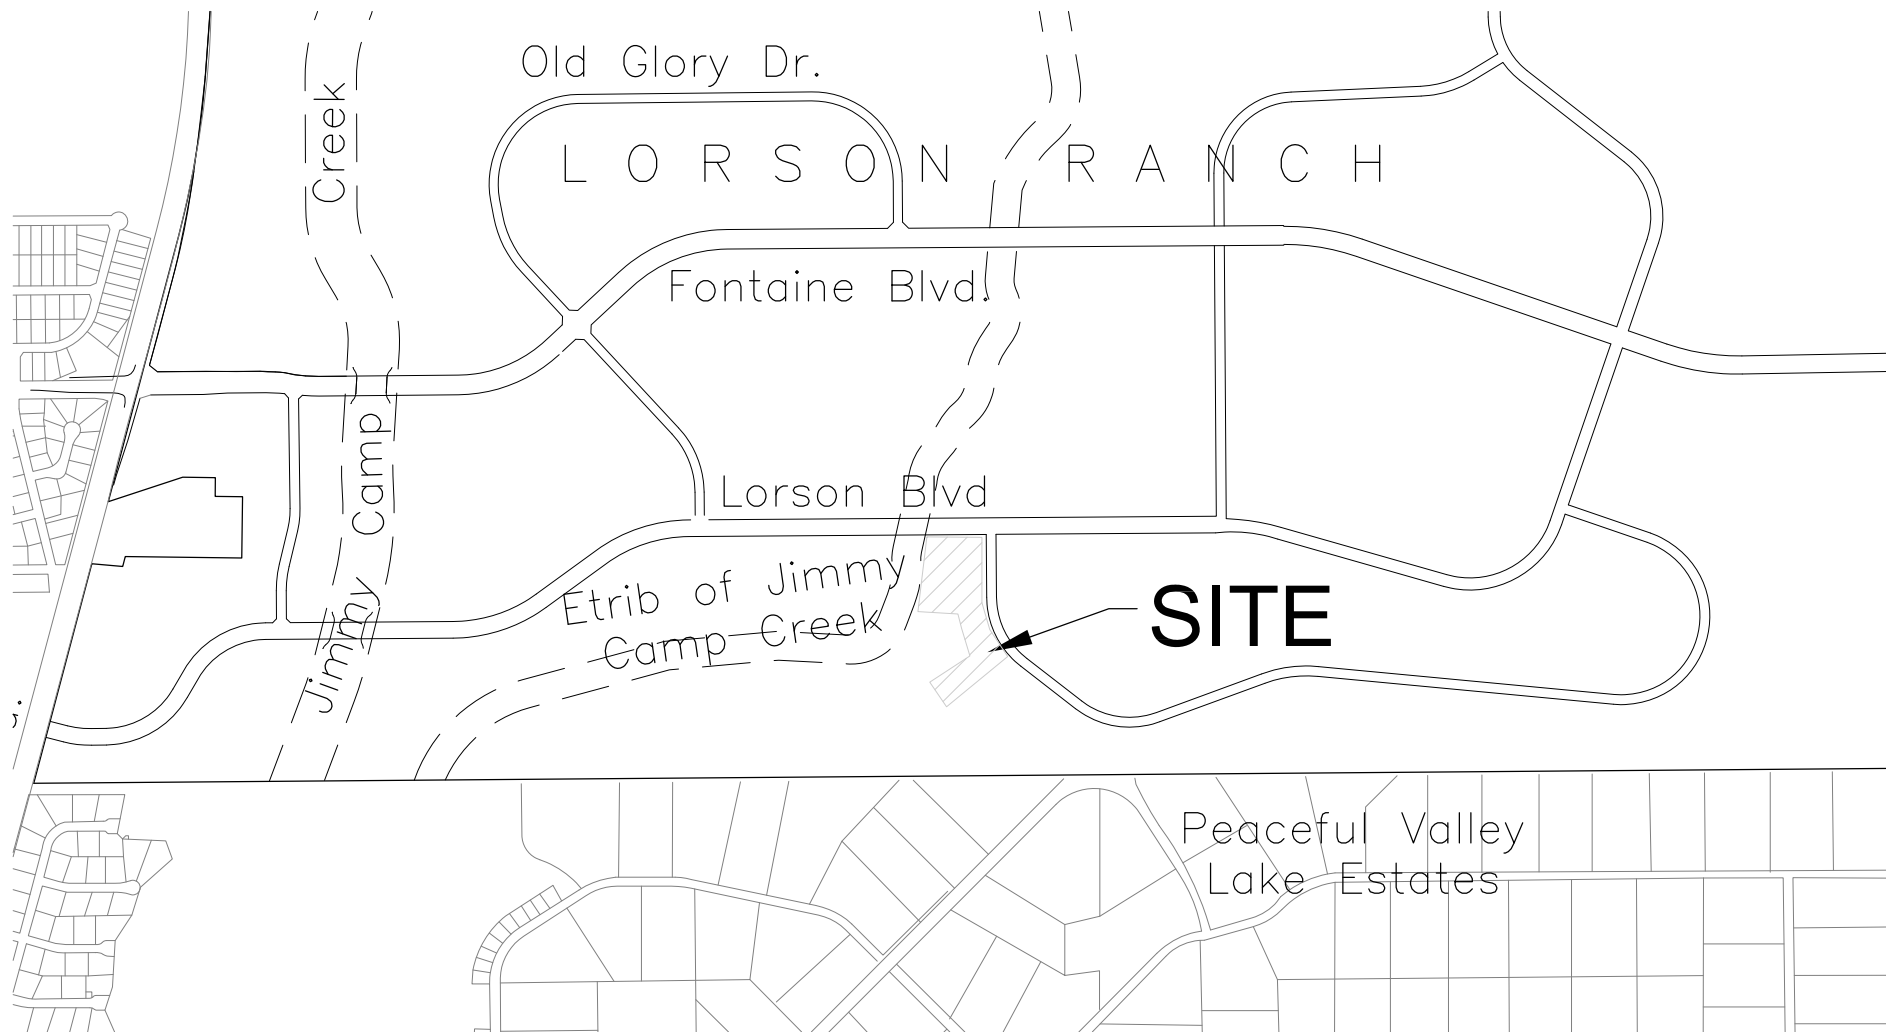 Old Glory Dr.
Creek
LORSON RANCH
Fontaine Blvd.
Camp
Lorson Blvd
Jimmy
Etrib of Jimmy
Camp Creek
SITE
Peaceful Valley
Lake Estates